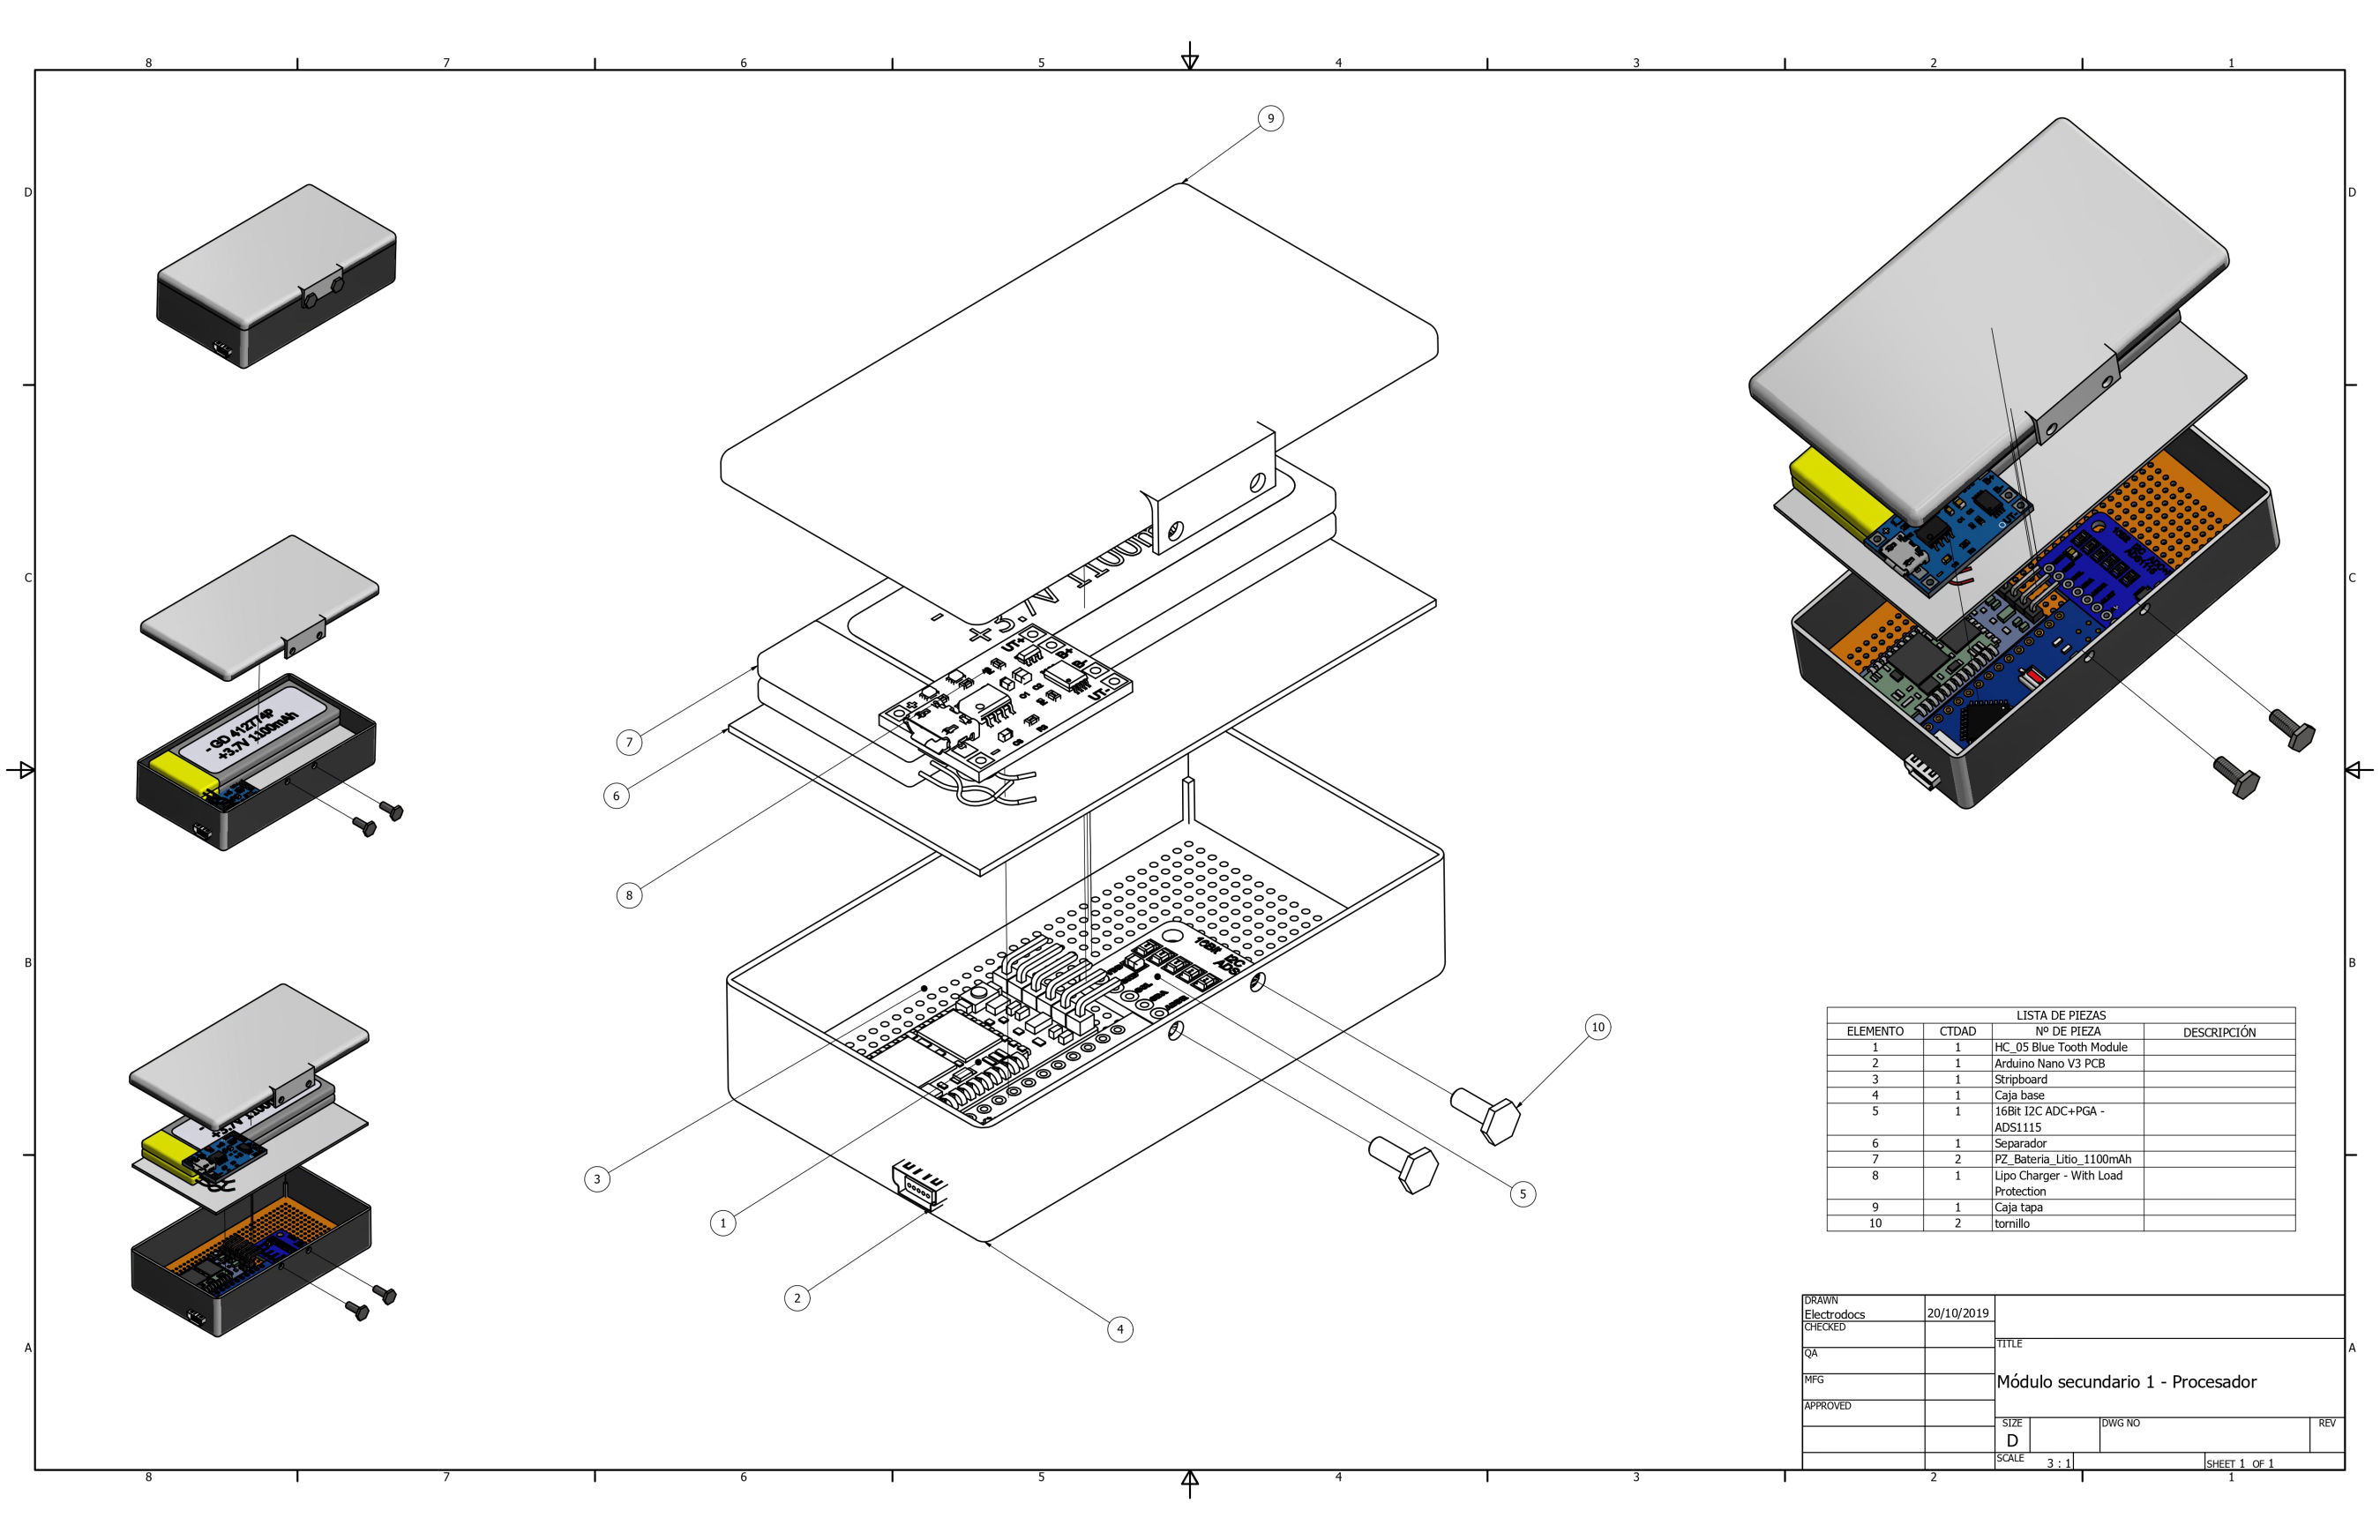 8 7 6 5 4 3 2 1
D D
9
- GD 412774P
+3.7V 1100mAh
C C
-
+3.7V 1100m
UT+
B+
B-
UT-
+
-
7
6
8
B B
16Bit I2C
ADS
10
3
5
1
2
4
LISTA DE PIEZAS
ELEMENTO CTDAD Nº DE PIEZA DESCRIPCIÓN
1 1 HC_05 Blue Tooth Module
2 1 Arduino Nano V3 PCB
3 1 Stripboard
4 1 Caja base
5 1 16Bit I2C ADC+PGA -
ADS1115
6 1 Separador
7 2 PZ_Bateria_Litio_1100mAh
8 1 Lipo Charger - With Load
Protection
9 1 Caja tapa
10 2 tornillo
A A
DRAWN
Electrodocs 20/10/2019
CHECKED
QA
MFG
APPROVED
TITLE
Módulo secundario 1 - Procesador
SIZE DWG NO REV
D
SCALE 3 : 1 SHEET 1 OF 1
8 7 6 5 4 3 2 1